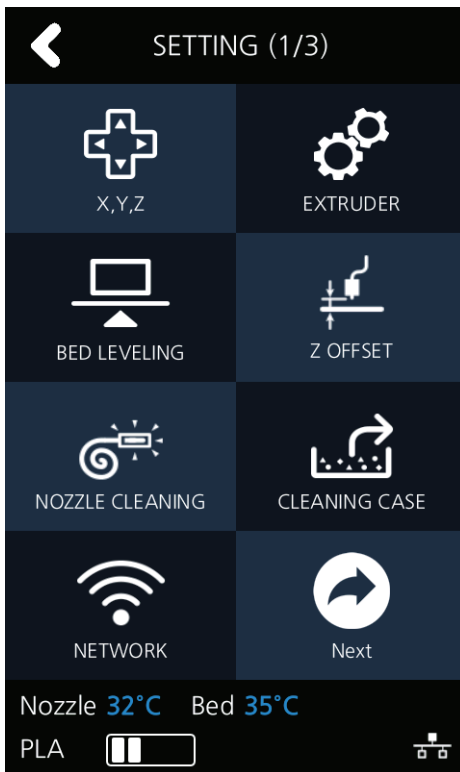 SETTING (1/3)
X,Y,Z
EXTRUDER
BED LEVELING
Z OFFSET
NOZZLE CLEANING
CLEANING CASE
NETWORK
Next
Nozzle 32°C Bed 35°C
PLA